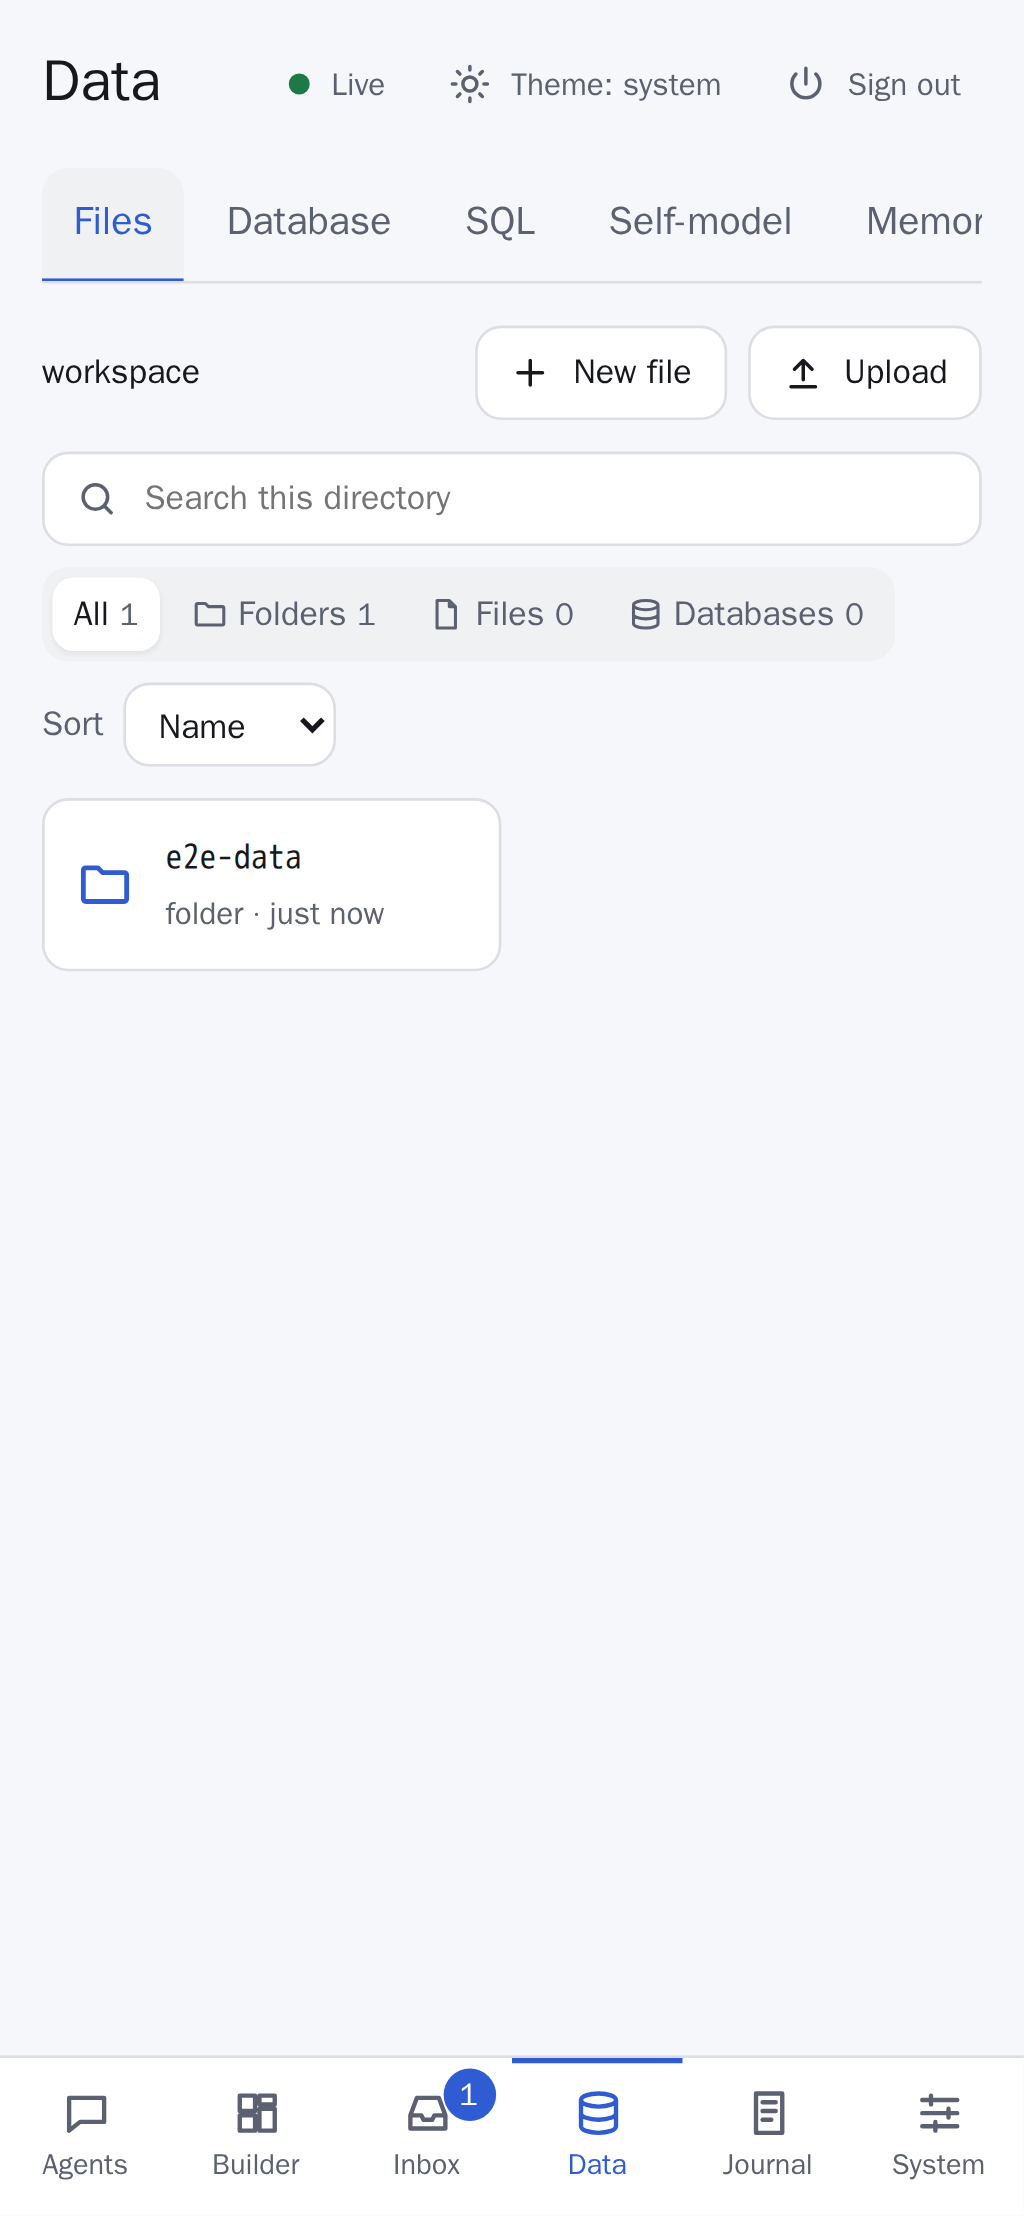 Data
Live
Theme: system
Sign out
Files
Database
SQL
Self-model
Memor
workspace
New file
Upload
Search this directory
All 1
Folders 1
Files 0
Databases 0
Sort
Name
e2e-data
folder · just now
1
Agents
Builder
Inbox
Data
Journal
System